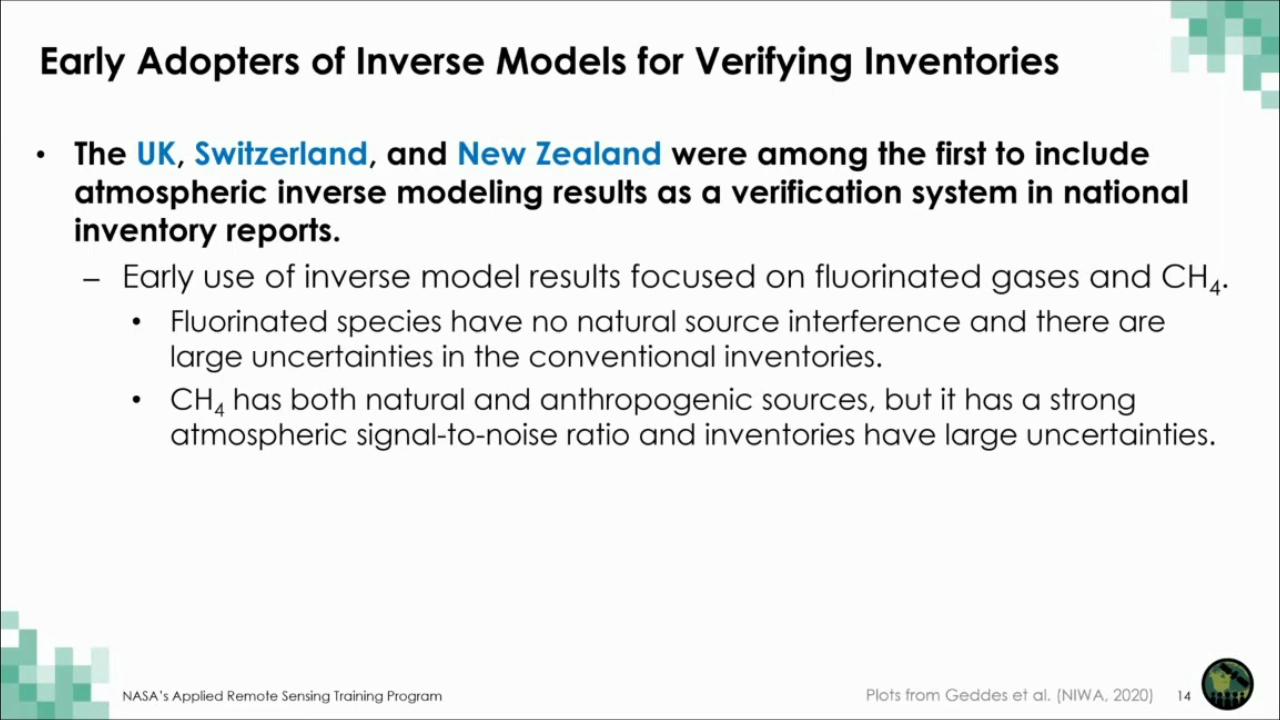 Early Adopters of Inverse Models for Verifying Inventories
• The UK, Switzerland, and New Zealand were among the first to include
atmospheric inverse modeling results as a verification system in national
inventory reports.
– Early use of inverse model results focused on fluorinated gases and CH₄.
• Fluorinated species have no natural source interference and there are
large uncertainties in the conventional inventories.
• CH₄ has both natural and anthropogenic sources, but it has a strong
atmospheric signal-to-noise ratio and inventories have large uncertainties.
NASA's Applied Remote Sensing Training Program
Plots from Geddes et al. (NIWA, 2020)
14